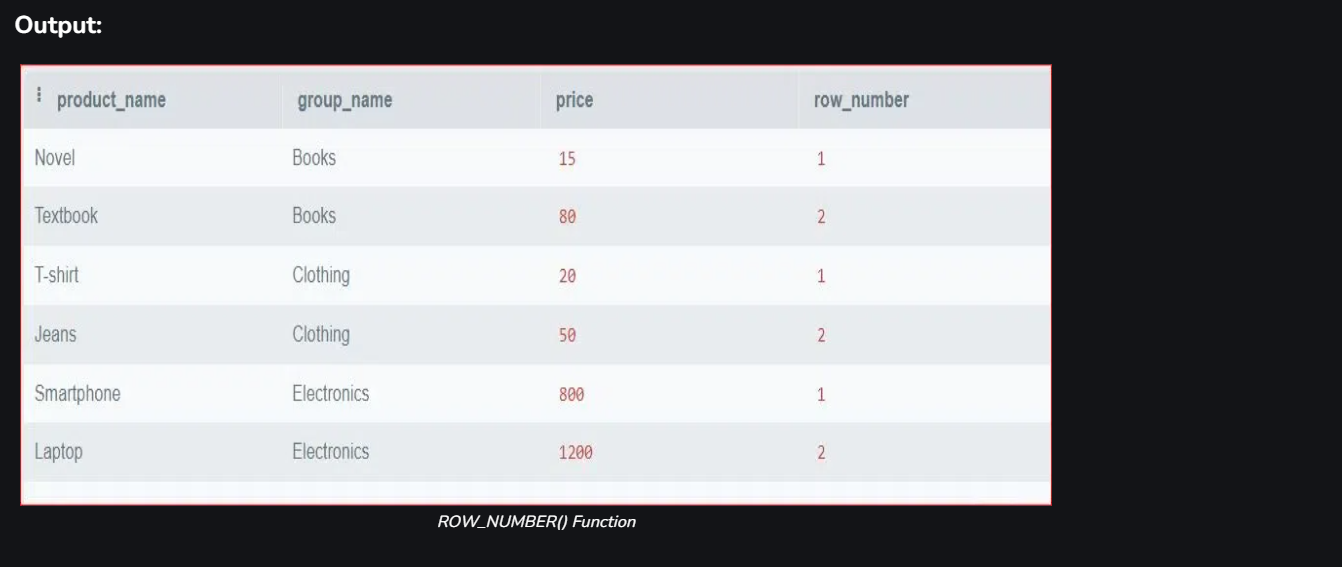 Output:
product_name group_name price row_number
Novel Books 15 1
Textbook Books 80 2
T-shirt Clothing 20 1
Jeans Clothing 50 2
Smartphone Electronics 800 1
Laptop Electronics 1200 2
ROW_NUMBER() Function